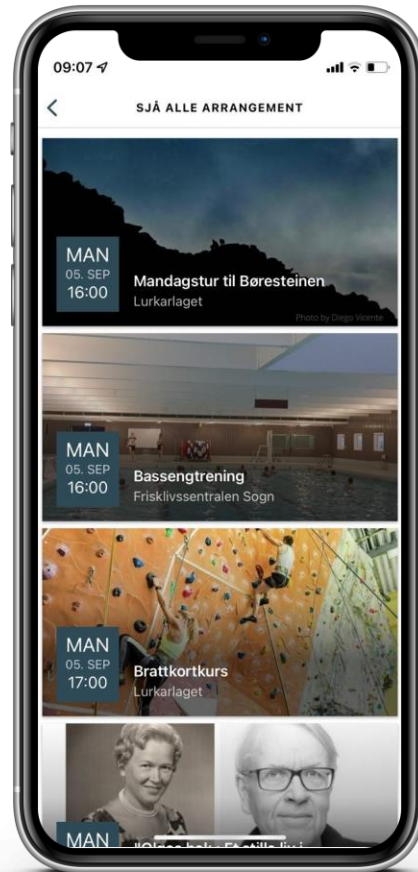 09:07
SJÅ ALLE ARRANGEMENT
MAN
05. SEP
16:00
Mandagstur til Børesteinen
Lurkarlaget
Photo by Diego Vicente
MAN
05. SEP
16:00
Bassengtrening
Frisklivssentralen Sogn
MAN
05. SEP
17:00
Brattkortkurs
Lurkarlaget
MAN